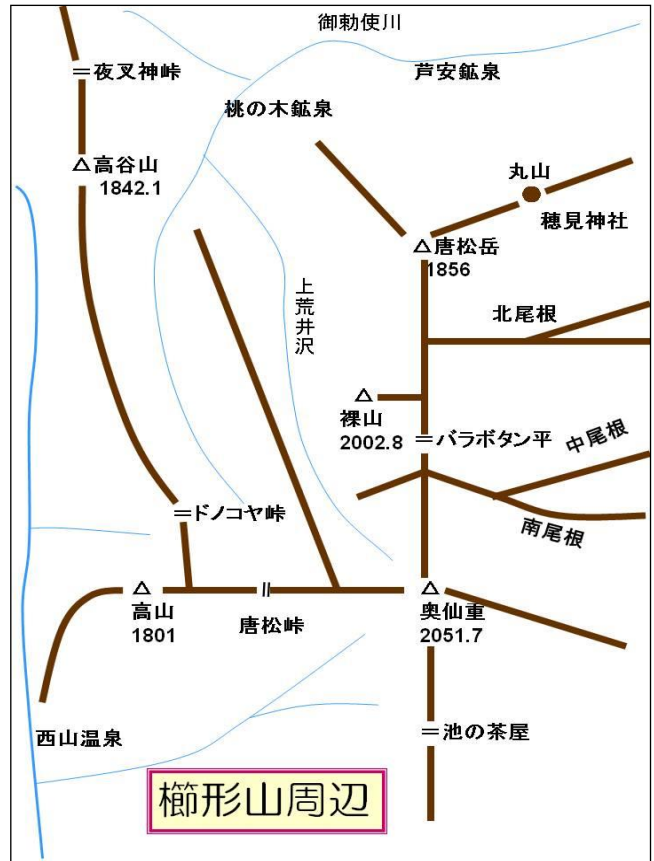 御勅使川
夜叉神峠
芦安鉱泉
桃の木鉱泉
高谷山
1842.1
丸山
穂見神社
唐松岳
1856
上荒井沢
北尾根
裸山
2002.8
バラボタン平
中尾根
南尾根
ドノコヤ峠
高山
1801
唐松峠
奥仙重
2051.7
西山温泉
池の茶屋
櫛形山周辺